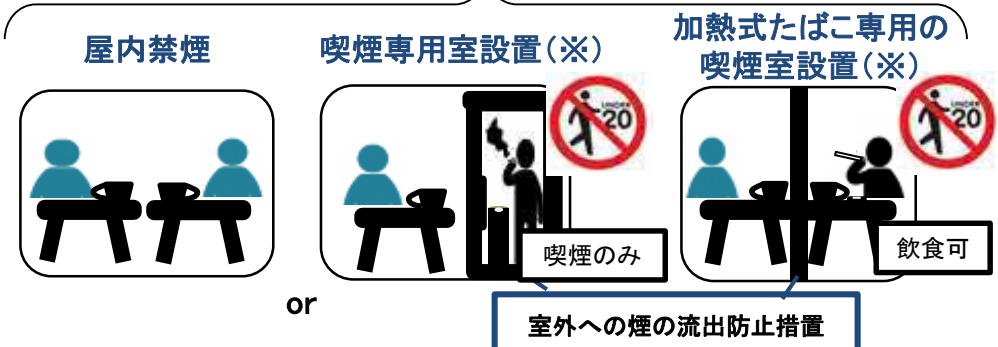 屋内禁煙
喫煙専用室設置(※)
加熱式たばこ専用の
喫煙室設置(※)
UNDER
20
UNDER
20
喫煙のみ
飲食可
or
室外への煙の流出防止措置